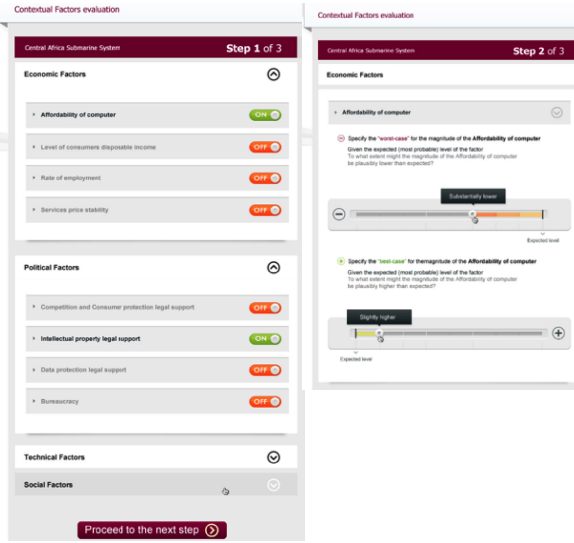 Contextual Factors evaluation
Central Africa Submarine System
Step 1 of 3
Economic Factors
Affordability of computer
ON
Level of consumers disposable income
OFF
Rate of employment
OFF
Services price stability
OFF
Political Factors
Competition and Consumer protection legal support
OFF
Intellectual property legal support
ON
Data protection legal support
OFF
Bureaucracy
OFF
Technical Factors
Social Factors
Proceed to the next step
Contextual Factors evaluation
Central Africa Submarine System
Step 2 of 3
Economic Factors
Affordability of computer
Specify the "worst-case" for the magnitude of the Affordability of computer
Given the expected (most probable) level of the factor
To what extent might the magnitude of the Affordability of computer
be plausibly lower than expected?
Substantially lower
Expected level
Specify the "best-case" for themagnitude of the Affordability of computer
Given the expected (most probable) level of the factor
To what extent might the magnitude of the Affordability of computer
be plausibly higher than expected?
Slightly higher
Expected level